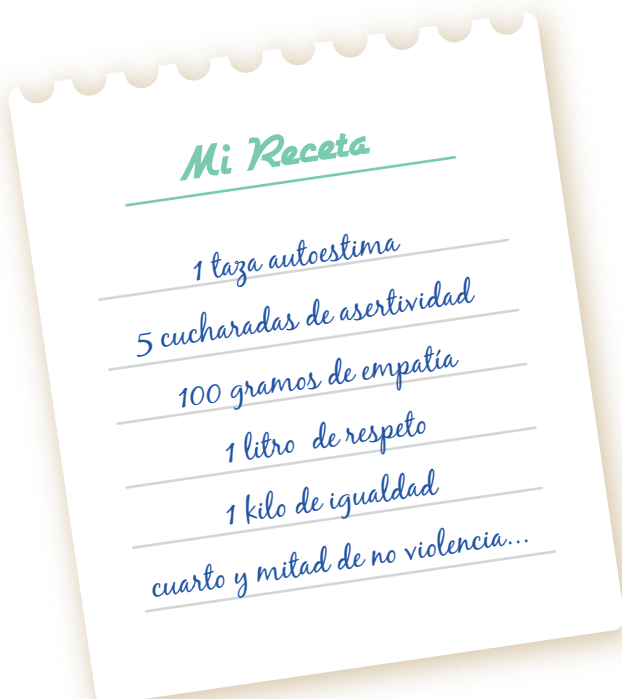 Mi Receta
1 taza autoestima
5 cucharadas de asertividad
100 gramos de empatía
1 litro de respeto
1 kilo de igualdad
cuarto y mitad de no violencia...